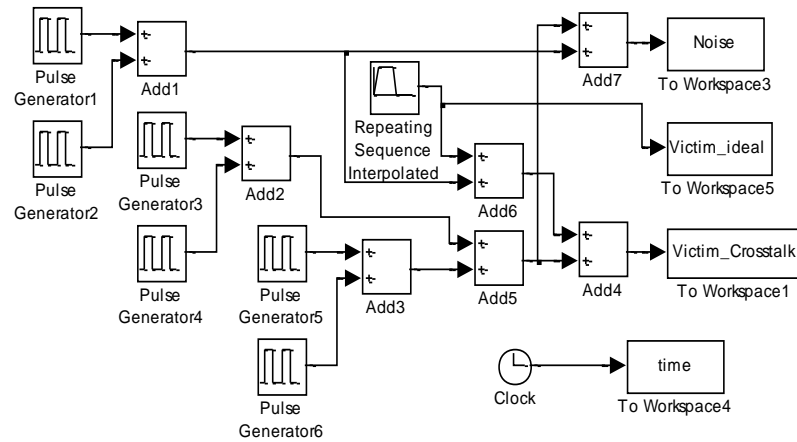 Pulse
Generator1
+
+
Add1
Pulse
Generator2
Pulse
Generator3
+
+
Add2
Pulse
Generator4
Repeating
Sequence
Interpolated
+
+
Add7
Noise
To Workspace3
Victim_ideal
To Workspace5
+
+
Add6
Pulse
Generator5
+
+
Add3
+
+
Add5
+
+
Add4
Victim_Crosstalk
To Workspace1
Pulse
Generator6
Clock
time
To Workspace4